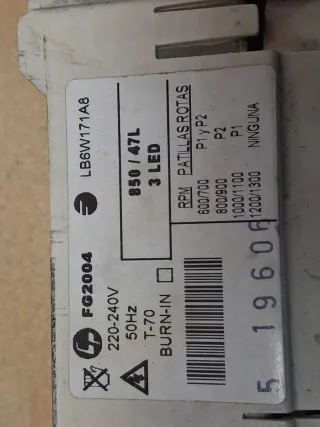 FG2004
LB6W171A8
220-240V
50Hz
T-70
BURN-IN
850 / 47L
3 LED
RPM PATILLAS ROTAS
600/700 P1 y P2
800/900 P2
1000/1100 P1
1200/1300 NINGUNA
5 19606